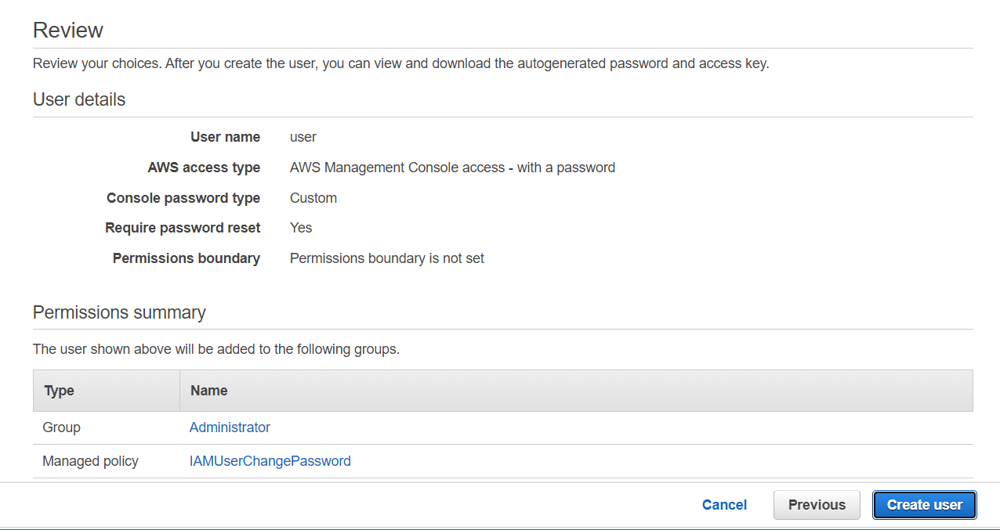 Review
Review your choices. After you create the user, you can view and download the autogenerated password and access key.
User details
User name user
AWS access type AWS Management Console access - with a password
Console password type Custom
Require password reset Yes
Permissions boundary Permissions boundary is not set
Permissions summary
The user shown above will be added to the following groups.
Type Name
Group Administrator
Managed policy IAMUserChangePassword
Cancel Previous Create user